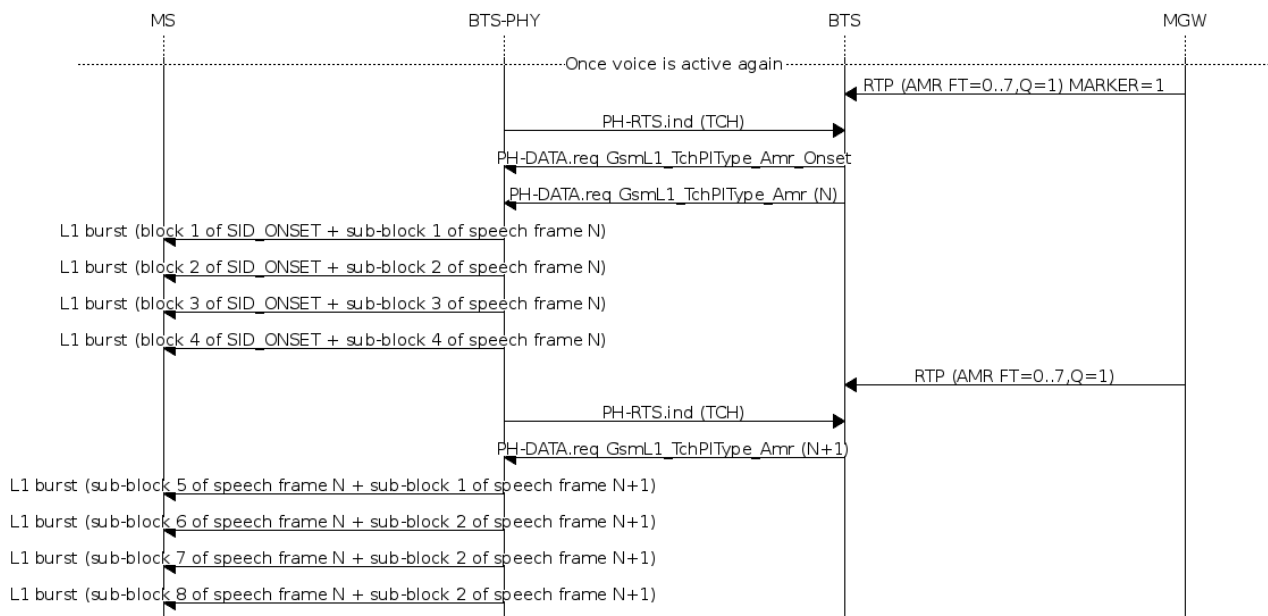 MS BTS-PHY BTS MGW
Once voice is active again
RTP (AMR FT=0..7,Q=1) MARKER=1
PH-RTS.ind (TCH)
PH-DATA.req GsmL1_TchPlType_Amr_Onset
PH-DATA.req GsmL1_TchPlType_Amr (N)
L1 burst (block 1 of SID_ONSET + sub-block 1 of speech frame N)
L1 burst (block 2 of SID_ONSET + sub-block 2 of speech frame N)
L1 burst (block 3 of SID_ONSET + sub-block 3 of speech frame N)
L1 burst (block 4 of SID_ONSET + sub-block 4 of speech frame N)
RTP (AMR FT=0..7,Q=1)
PH-RTS.ind (TCH)
PH-DATA.req GsmL1_TchPlType_Amr (N+1)
L1 burst (sub-block 5 of speech frame N + sub-block 1 of speech frame N+1)
L1 burst (sub-block 6 of speech frame N + sub-block 2 of speech frame N+1)
L1 burst (sub-block 7 of speech frame N + sub-block 2 of speech frame N+1)
L1 burst (sub-block 8 of speech frame N + sub-block 2 of speech frame N+1)